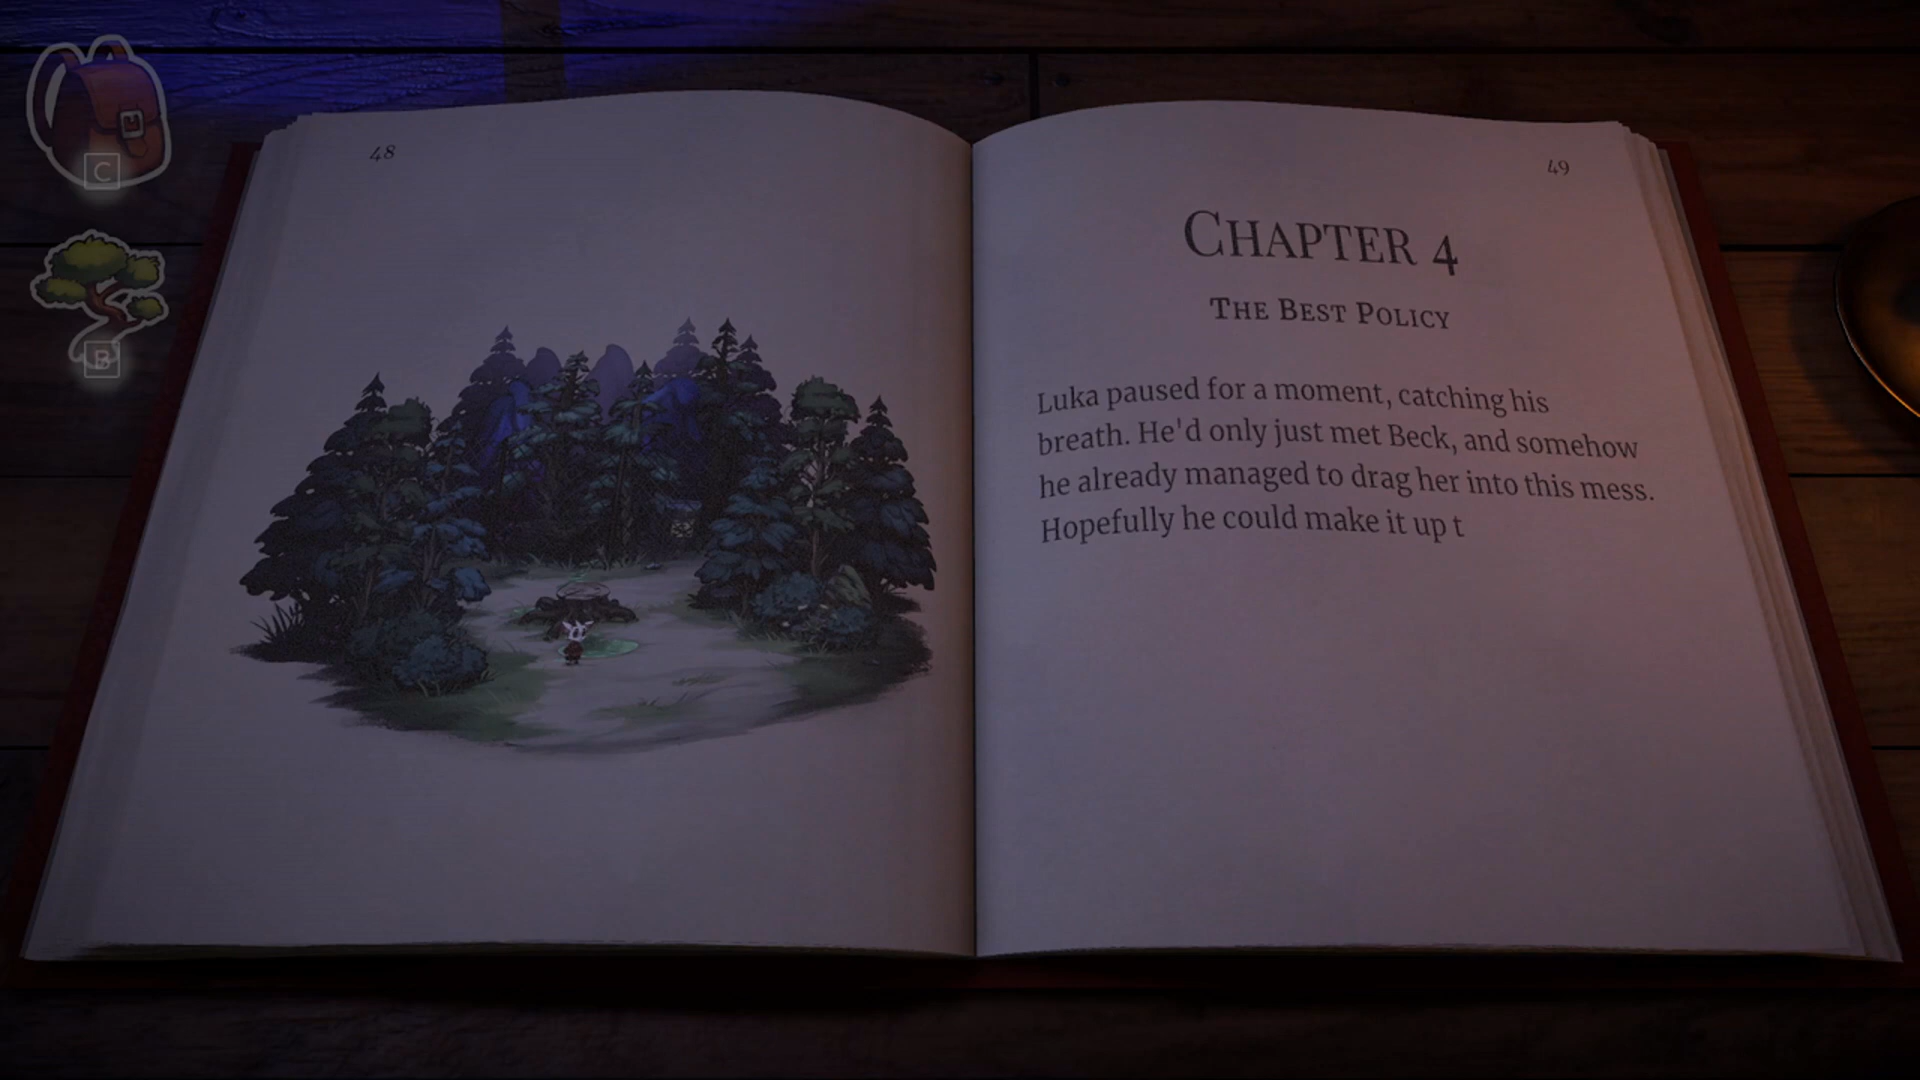 C
B
48
49
CHAPTER 4
THE BEST POLICY
Luka paused for a moment, catching his
breath. He'd only just met Beck, and somehow
he already managed to drag her into this mess.
Hopefully he could make it up t